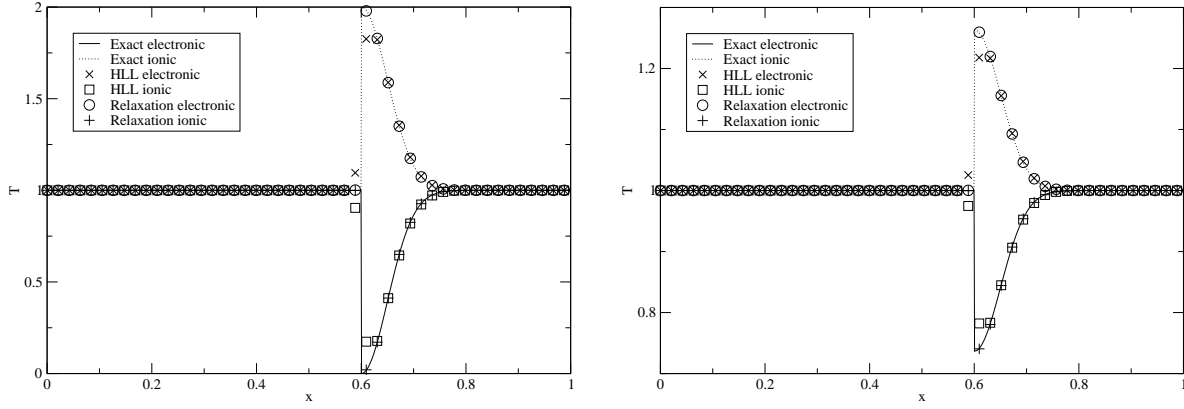 2
1.5
1
0.5
0
T
0
0.2
0.4
0.6
0.8
1
x
Exact electronic
Exact ionic
HLL electronic
HLL ionic
Relaxation electronic
Relaxation ionic
1.2
1
0.8
T
0
0.2
0.4
0.6
0.8
1
x
Exact electronic
Exact ionic
HLL electronic
HLL ionic
Relaxation electronic
Relaxation ionic